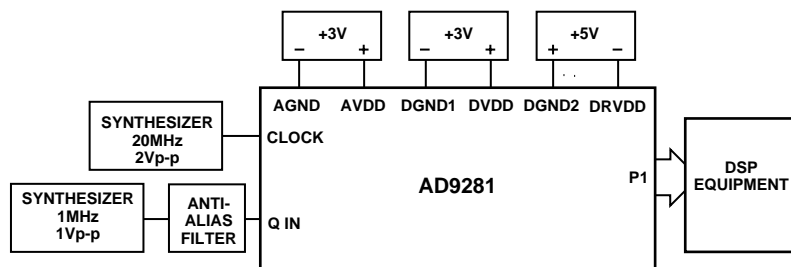 +3V
− +
+3V
− +
+5V
+ −
AGND AVDD DGND1 DVDD DGND2 DRVDD
SYNTHESIZER
20MHz
2Vp-p
CLOCK
SYNTHESIZER
1MHz
1Vp-p
ANTI-
ALIAS
FILTER
Q IN
AD9281
P1
DSP
EQUIPMENT